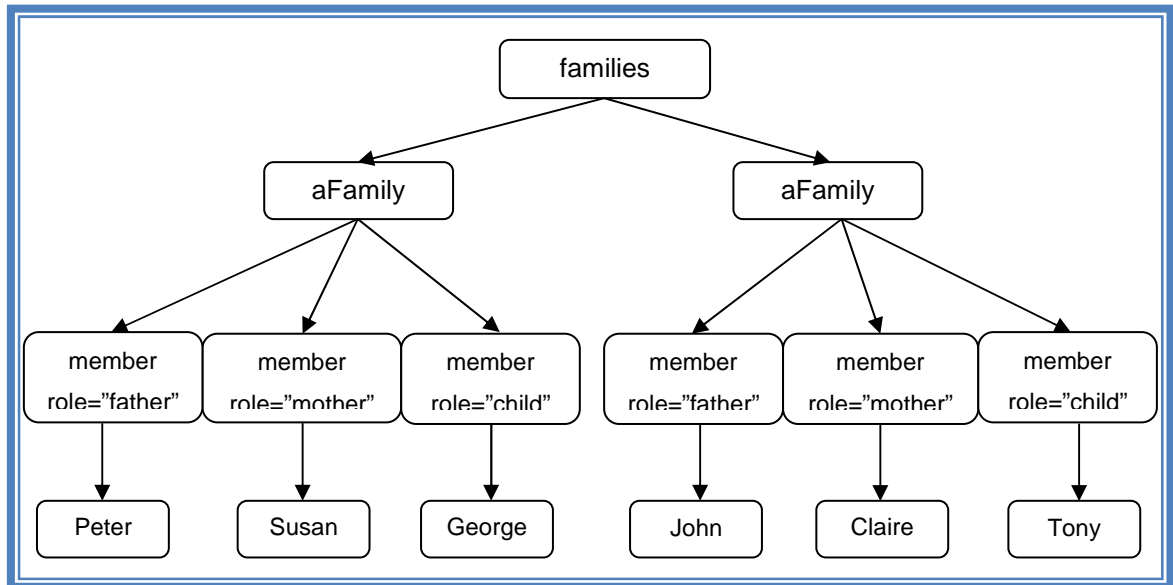 families
aFamily
aFamily
member
role=”father”
member
role=”mother”
member
role=”child”
member
role=”father”
member
role=”mother”
member
role=”child”
Peter
Susan
George
John
Claire
Tony